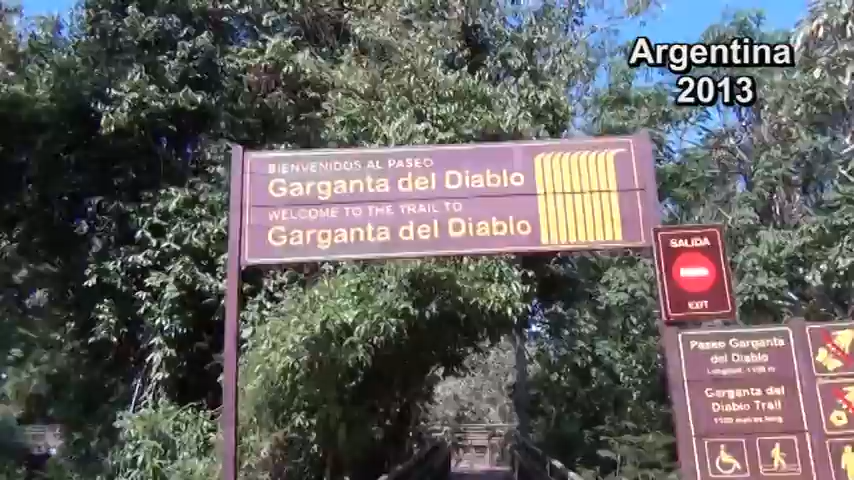 Argentina
2013
BIENVENIDOS AL PASEO
Garganta del Diablo
WELCOME TO THE TRAIL TO
Garganta del Diablo
SALIDA
EXIT
Paseo Garganta
del Diablo
Garganta del
Diablo Trail